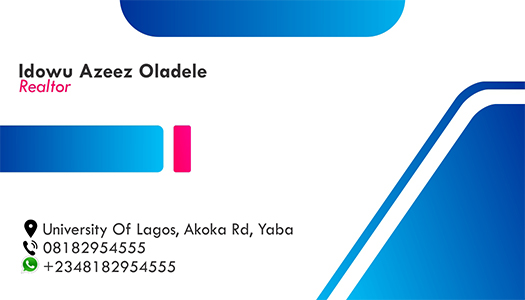 Idowu Azeez Oladele
Realtor
University Of Lagos, Akoka Rd, Yaba
08182954555
+2348182954555